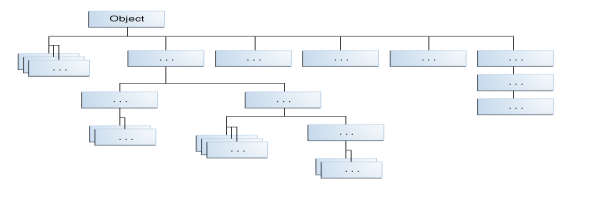 Object
. . .
. . .
. . .
. . .
. . .
. . .
. . .
. . .
. . .
. . .
. . .
. . .
. . .
. . .